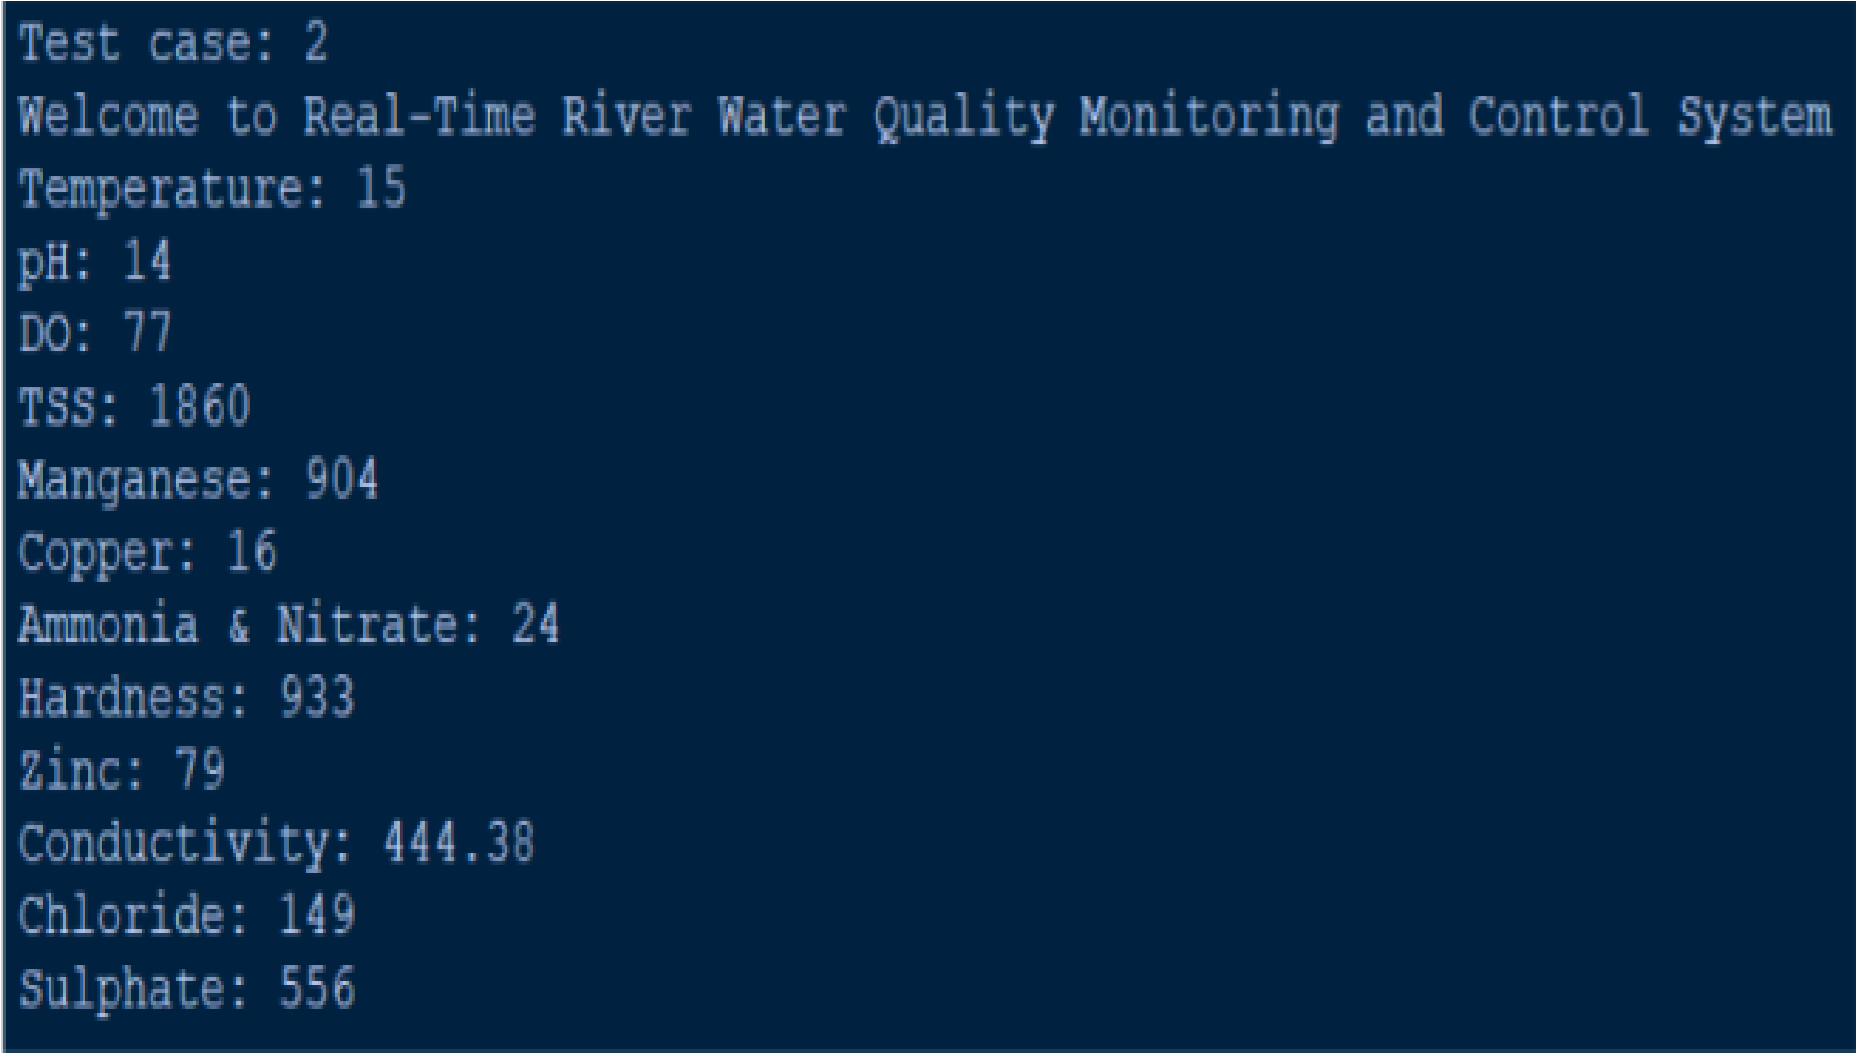 Test case: 2
Welcome to Real-Time River Water Quality Monitoring and Control System
Temperature: 15
pH: 14
DO: 77
TSS: 1860
Manganese: 904
Copper: 16
Ammonia & Nitrate: 24
Hardness: 933
Zinc: 79
Conductivity: 444.38
Chloride: 149
Sulphate: 556